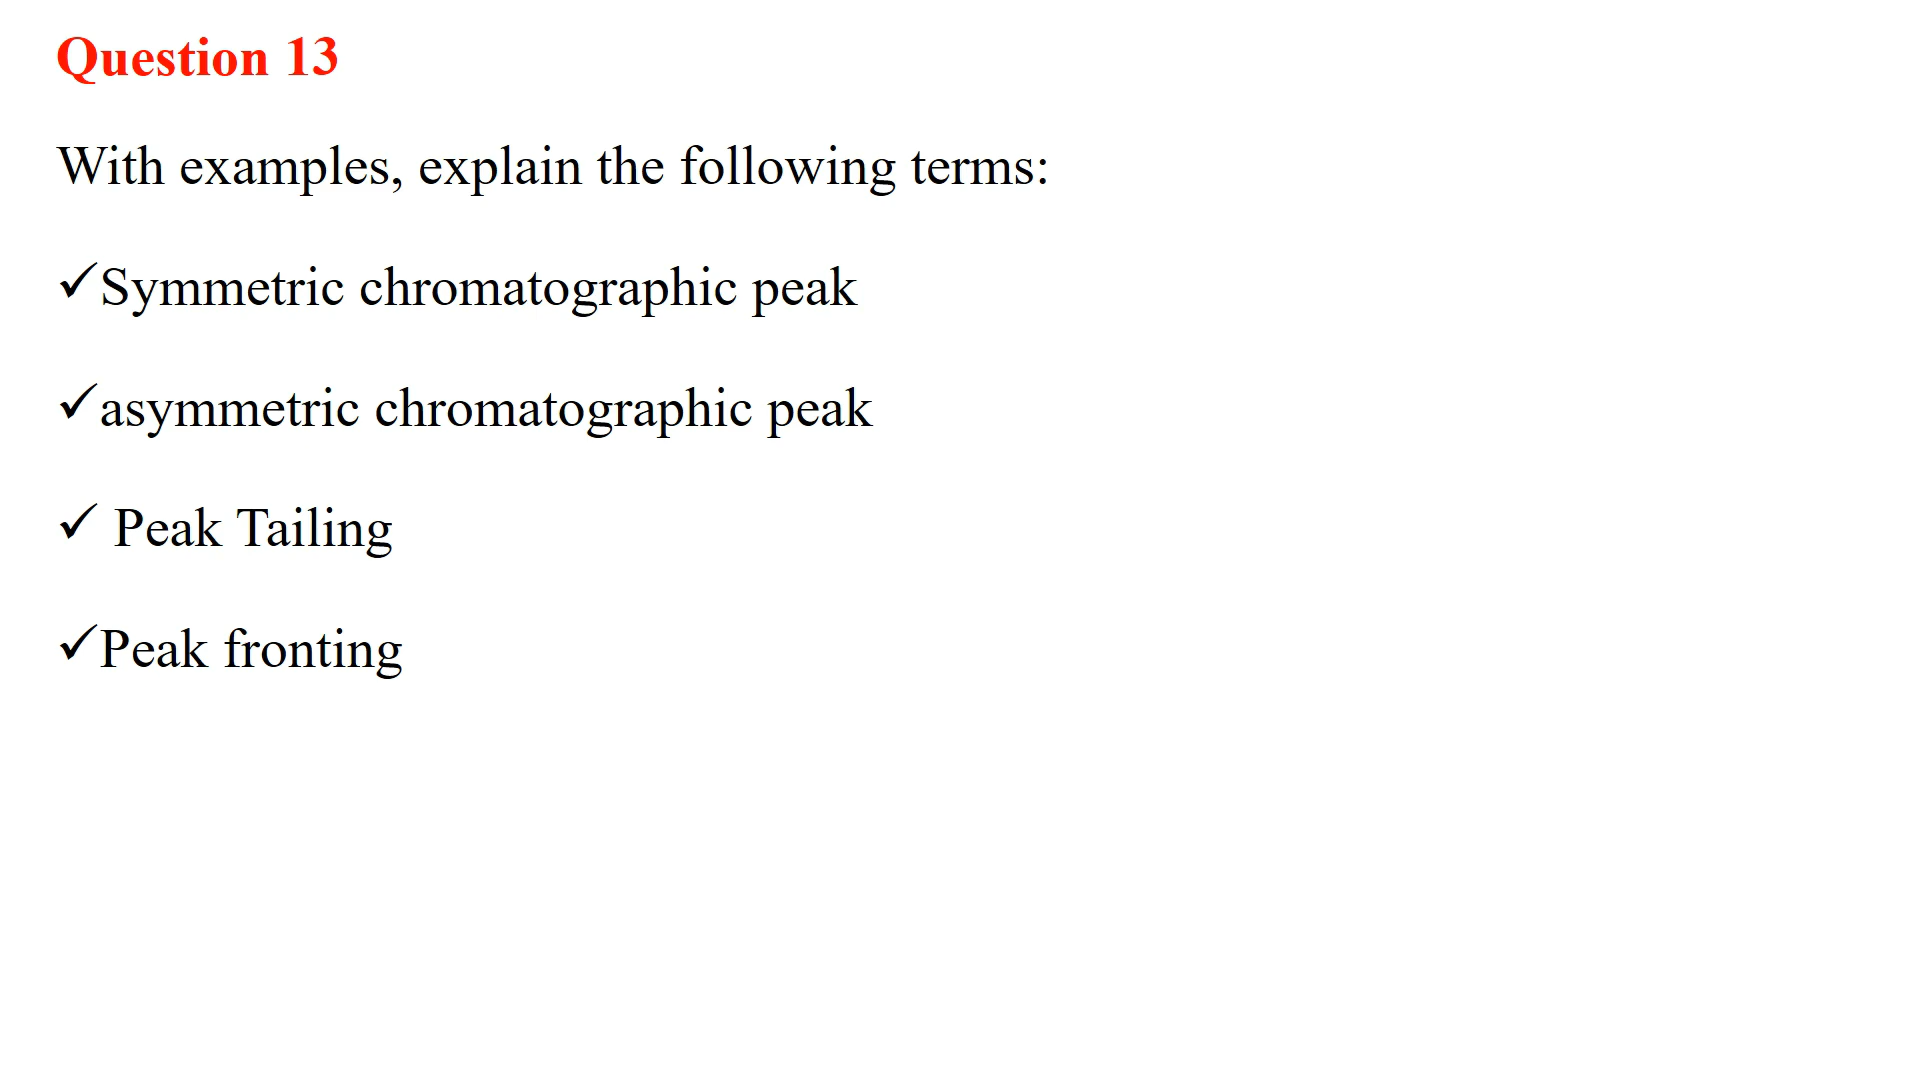 Question 13
With examples, explain the following terms:
✓Symmetric chromatographic peak
✓asymmetric chromatographic peak
✓ Peak Tailing
✓Peak fronting